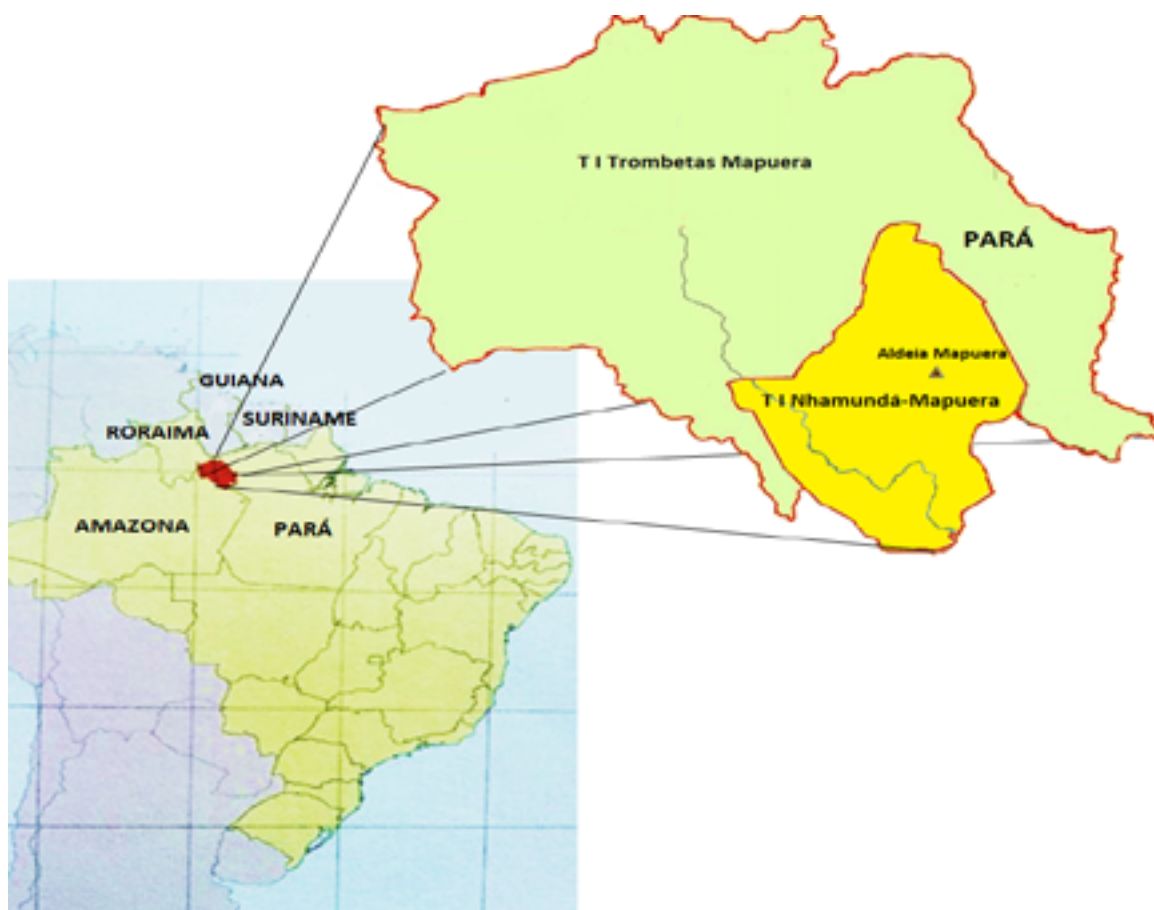 T I Trombetas Mapuera
PARÁ
Aldeia Mapuera
T I Nhamundá-Mapuera
GUIANA
SURINAME
RORAIMA
AMAZONA
PARÁ